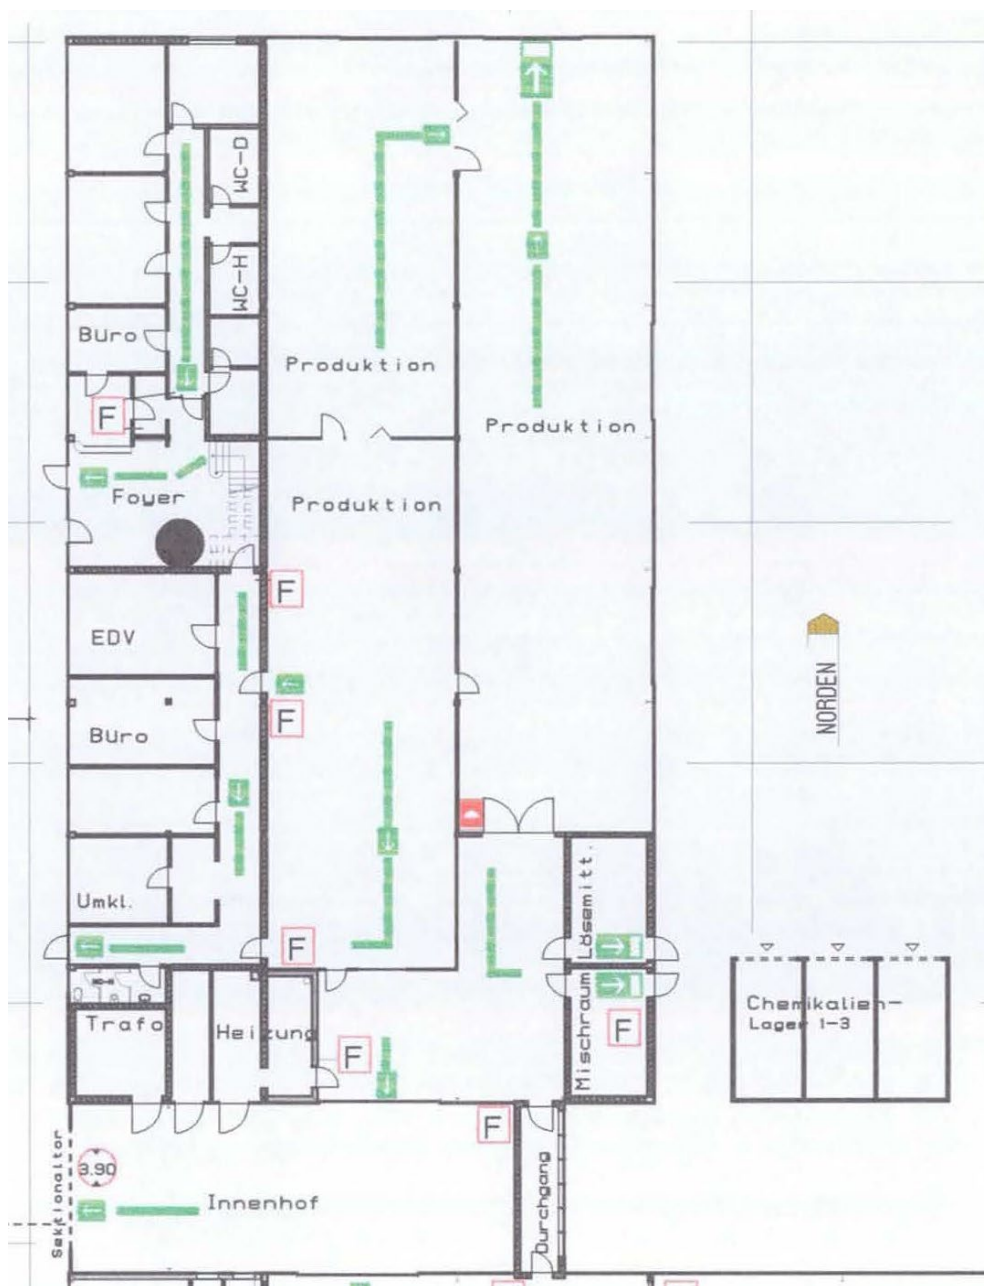 WC-D
WC-H
Büro
Produktion
F
Produktion
Foyer
Produktion
F
EDV
NORDEN
F
Büro
Lösemitt.
Umkl.
F
Mischraum
Chemikalien-
Lager 1-3
Trafo
Heizung
F
F
F
Sektionaltor
3.90
Innenhof
Durchgang